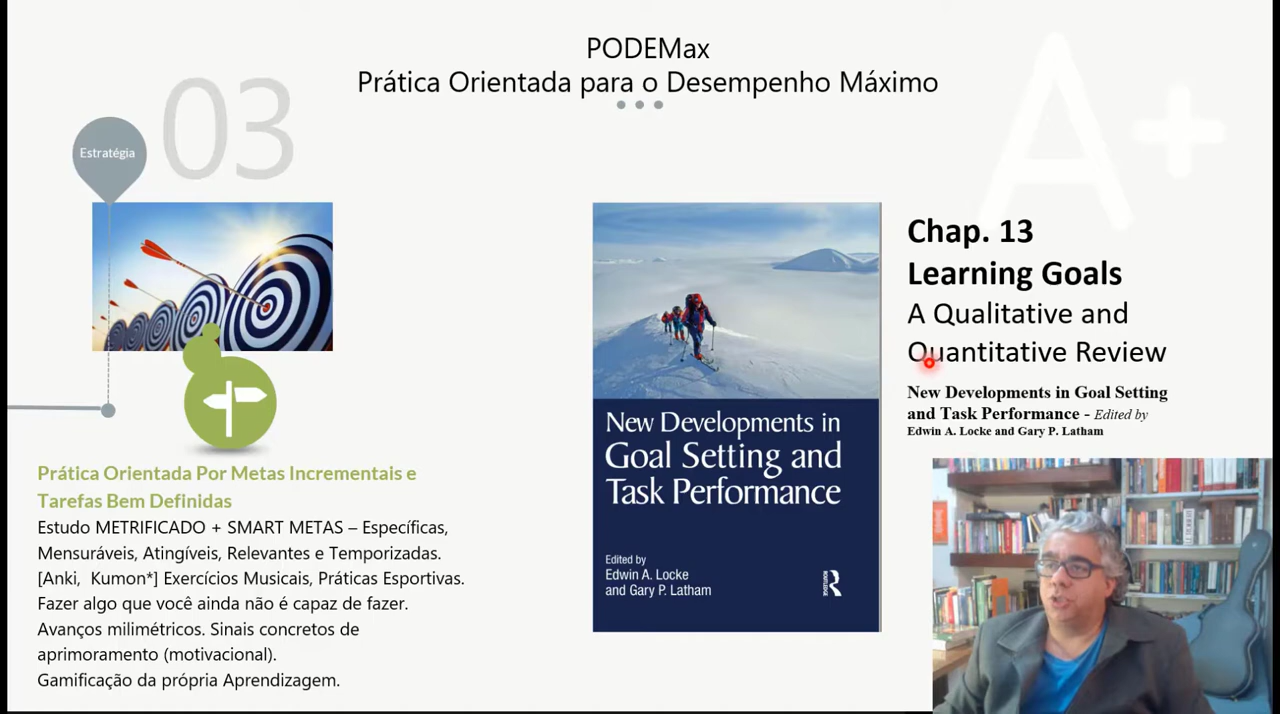 PODEMax
Prática Orientada para o Desempenho Máximo
A+
03
Estratégia
Prática Orientada Por Metas Incrementais e
Tarefas Bem Definidas
Estudo METRIFICADO + SMART METAS – Específicas,
Mensuráveis, Atingíveis, Relevantes e Temporizadas.
[Anki,  Kumon*] Exercícios Musicais, Práticas Esportivas.
Fazer algo que você ainda não é capaz de fazer.
Avanços milimétricos. Sinais concretos de
aprimoramento (motivacional).
Gamificação da própria Aprendizagem.
New Developments in
Goal Setting and
Task Performance
Edited by
Edwin A. Locke
and Gary P. Latham
Chap. 13
Learning Goals
A Qualitative and
Quantitative Review
New Developments in Goal Setting
and Task Performance - Edited by
Edwin A. Locke and Gary P. Latham